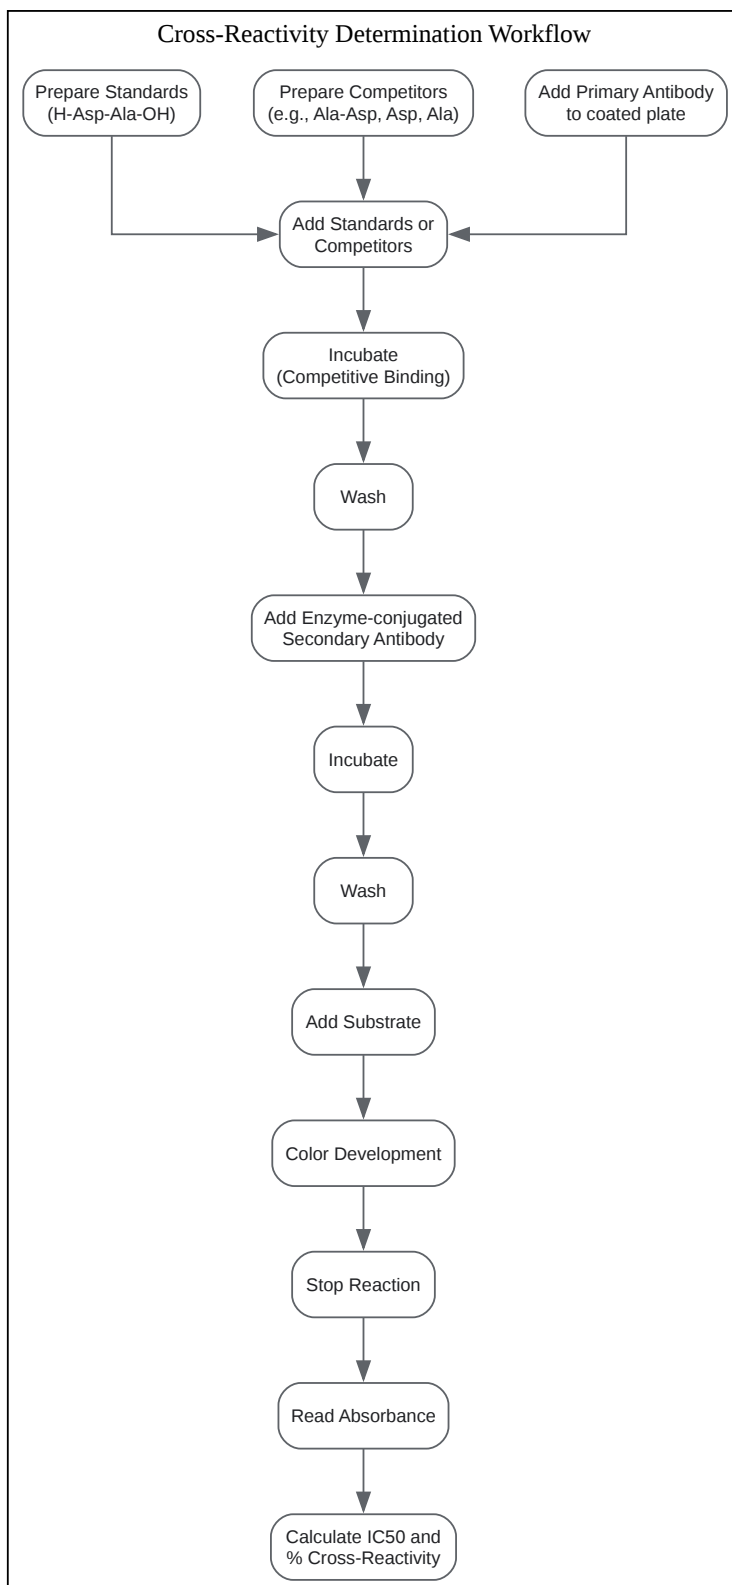 Cross-Reactivity Determination Workflow
Prepare Standards
(H-Asp-Ala-OH)
Prepare Competitors
(e.g., Ala-Asp, Asp, Ala)
Add Primary Antibody
to coated plate
Add Standards or
Competitors
Incubate
(Competitive Binding)
Wash
Add Enzyme-conjugated
Secondary Antibody
Incubate
Wash
Add Substrate
Color Development
Stop Reaction
Read Absorbance
Calculate IC50 and
% Cross-Reactivity